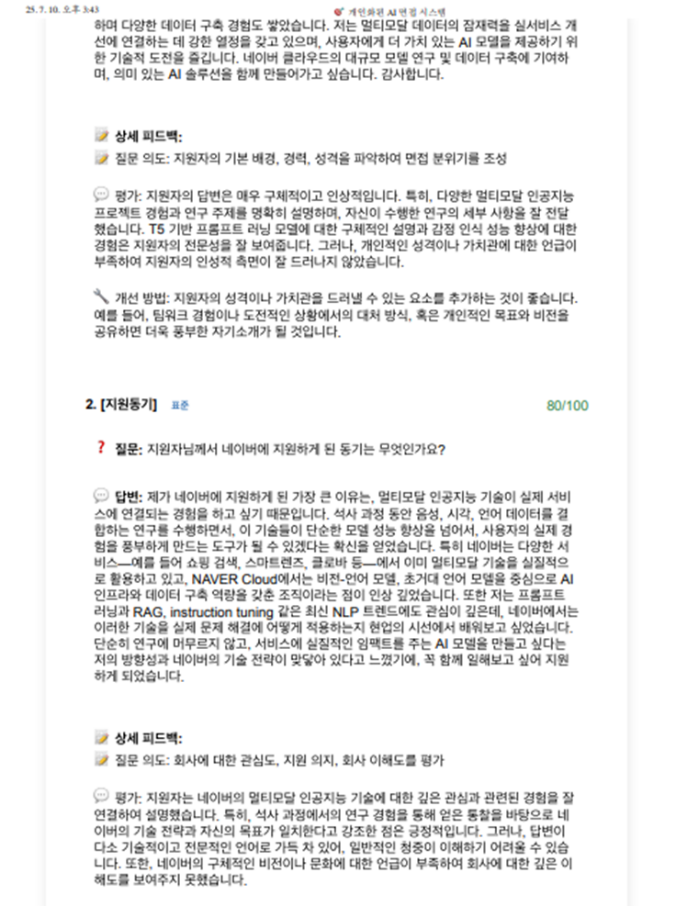 25. 7. 10. 오후 3:43
🎯 개인화된 AI 면접 시스템
하며 다양한 데이터 구축 경험도 쌓았습니다. 저는 멀티모달 데이터의 잠재력을 실서비스 개
선에 연결하는 데 강한 열정을 갖고 있으며, 사용자에게 더 가치 있는 AI 모델을 제공하기 위
한 기술적 도전을 즐깁니다. 네이버 클라우드의 대규모 모델 연구 및 데이터 구축에 기여하
며, 의미 있는 AI 솔루션을 함께 만들어가고 싶습니다. 감사합니다.
📝 상세 피드백:
📝 질문 의도: 지원자의 기본 배경, 경력, 성격을 파악하여 면접 분위기를 조성
💬 평가: 지원자의 답변은 매우 구체적이고 인상적입니다. 특히, 다양한 멀티모달 인공지능
프로젝트 경험과 연구 주제를 명확히 설명하며, 자신이 수행한 연구의 세부 사항을 잘 전달
했습니다. T5 기반 프롬프트 러닝 모델에 대한 구체적인 설명과 감정 인식 성능 향상에 대한
경험은 지원자의 전문성을 잘 보여줍니다. 그러나, 개인적인 성격이나 가치관에 대한 언급이
부족하여 지원자의 인성적 측면이 잘 드러나지 않았습니다.
🔧 개선 방법: 지원자의 성격이나 가치관을 드러낼 수 있는 요소를 추가하는 것이 좋습니다.
예를 들어, 팀워크 경험이나 도전적인 상황에서의 대처 방식, 혹은 개인적인 목표와 비전을
공유하면 더욱 풍부한 자기소개가 될 것입니다.
2. [지원동기] 표준 80/100
❓ 질문: 지원자님께서 네이버에 지원하게 된 동기는 무엇인가요?
💬 답변: 제가 네이버에 지원하게 된 가장 큰 이유는, 멀티모달 인공지능 기술이 실제 서비
스에 연결되는 경험을 하고 싶기 때문입니다. 석사 과정 동안 음성, 시각, 언어 데이터를 결
합하는 연구를 수행하면서, 이 기술들이 단순한 모델 성능 향상을 넘어서, 사용자의 실제 경
험을 풍부하게 만드는 도구가 될 수 있겠다는 확신을 얻었습니다. 특히 네이버는 다양한 서
비스—예를 들어 쇼핑 검색, 스마트렌즈, 클로바 등—에서 이미 멀티모달 기술을 실질적으
로 활용하고 있고, NAVER Cloud에서는 비전-언어 모델, 초거대 언어 모델을 중심으로 AI
인프라와 데이터 구축 역량을 갖춘 조직이라는 점이 인상 깊었습니다. 또한 저는 프롬프트
러닝과 RAG, instruction tuning 같은 최신 NLP 트렌드에도 관심이 깊은데, 네이버에서는
이러한 기술을 실제 문제 해결에 어떻게 적용하는지 현업의 시선에서 배워보고 싶었습니다.
단순히 연구에 머무르지 않고, 서비스에 실질적인 임팩트를 주는 AI 모델을 만들고 싶다는
저의 방향성과 네이버의 기술 전략이 맞닿아 있다고 느꼈기에, 꼭 함께 일해보고 싶어 지원
하게 되었습니다.
📝 상세 피드백:
📝 질문 의도: 회사에 대한 관심도, 지원 의지, 회사 이해도를 평가
💬 평가: 지원자는 네이버의 멀티모달 인공지능 기술에 대한 깊은 관심과 관련된 경험을 잘
연결하여 설명했습니다. 특히, 석사 과정에서의 연구 경험을 통해 얻은 통찰을 바탕으로 네
이버의 기술 전략과 자신의 목표가 일치한다고 강조한 점은 긍정적입니다. 그러나, 답변이
다소 기술적이고 전문적인 언어로 가득 차 있어, 일반적인 청중이 이해하기 어려울 수 있습
니다. 또한, 네이버의 구체적인 비전이나 문화에 대한 언급이 부족하여 회사에 대한 깊은 이
해도를 보여주지 못했습니다.